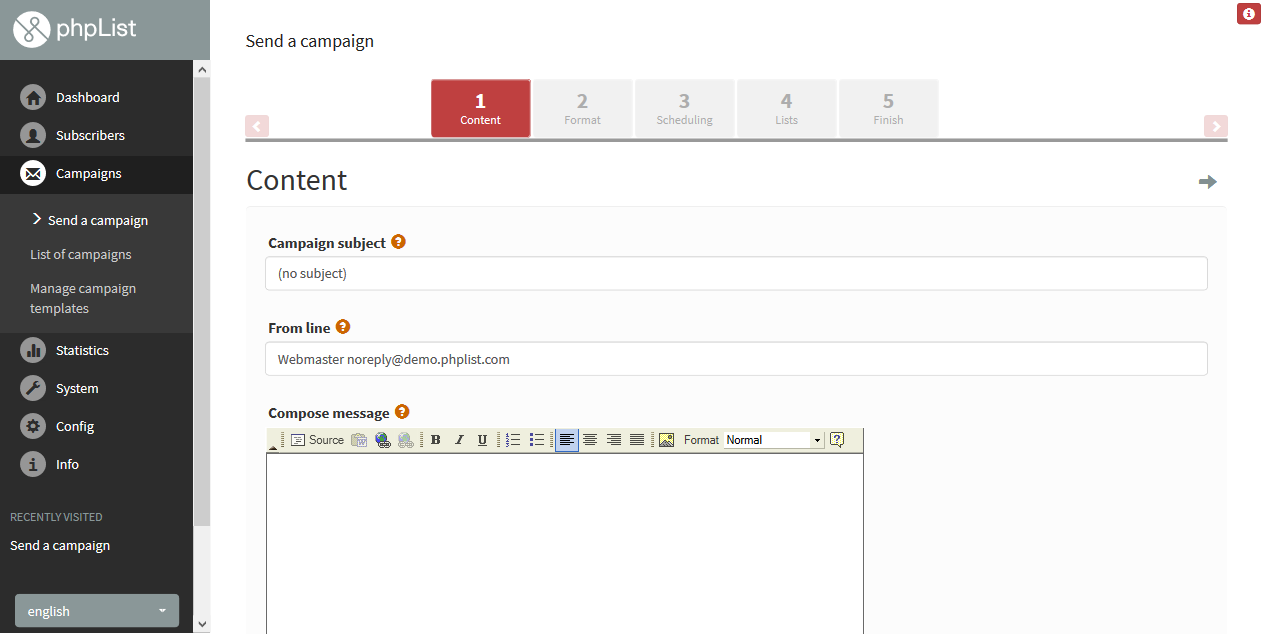 phpList
Dashboard
Subscribers
Campaigns
Send a campaign
List of campaigns
Manage campaign
templates
Statistics
System
Config
Info
RECENTLY VISITED
Send a campaign
english
Send a campaign
1
Content
2
Format
3
Scheduling
4
Lists
5
Finish
Content
Campaign subject ?
(no subject)
From line ?
Webmaster noreply@demo.phplist.com
Compose message ?
Source B I U Format Normal ?